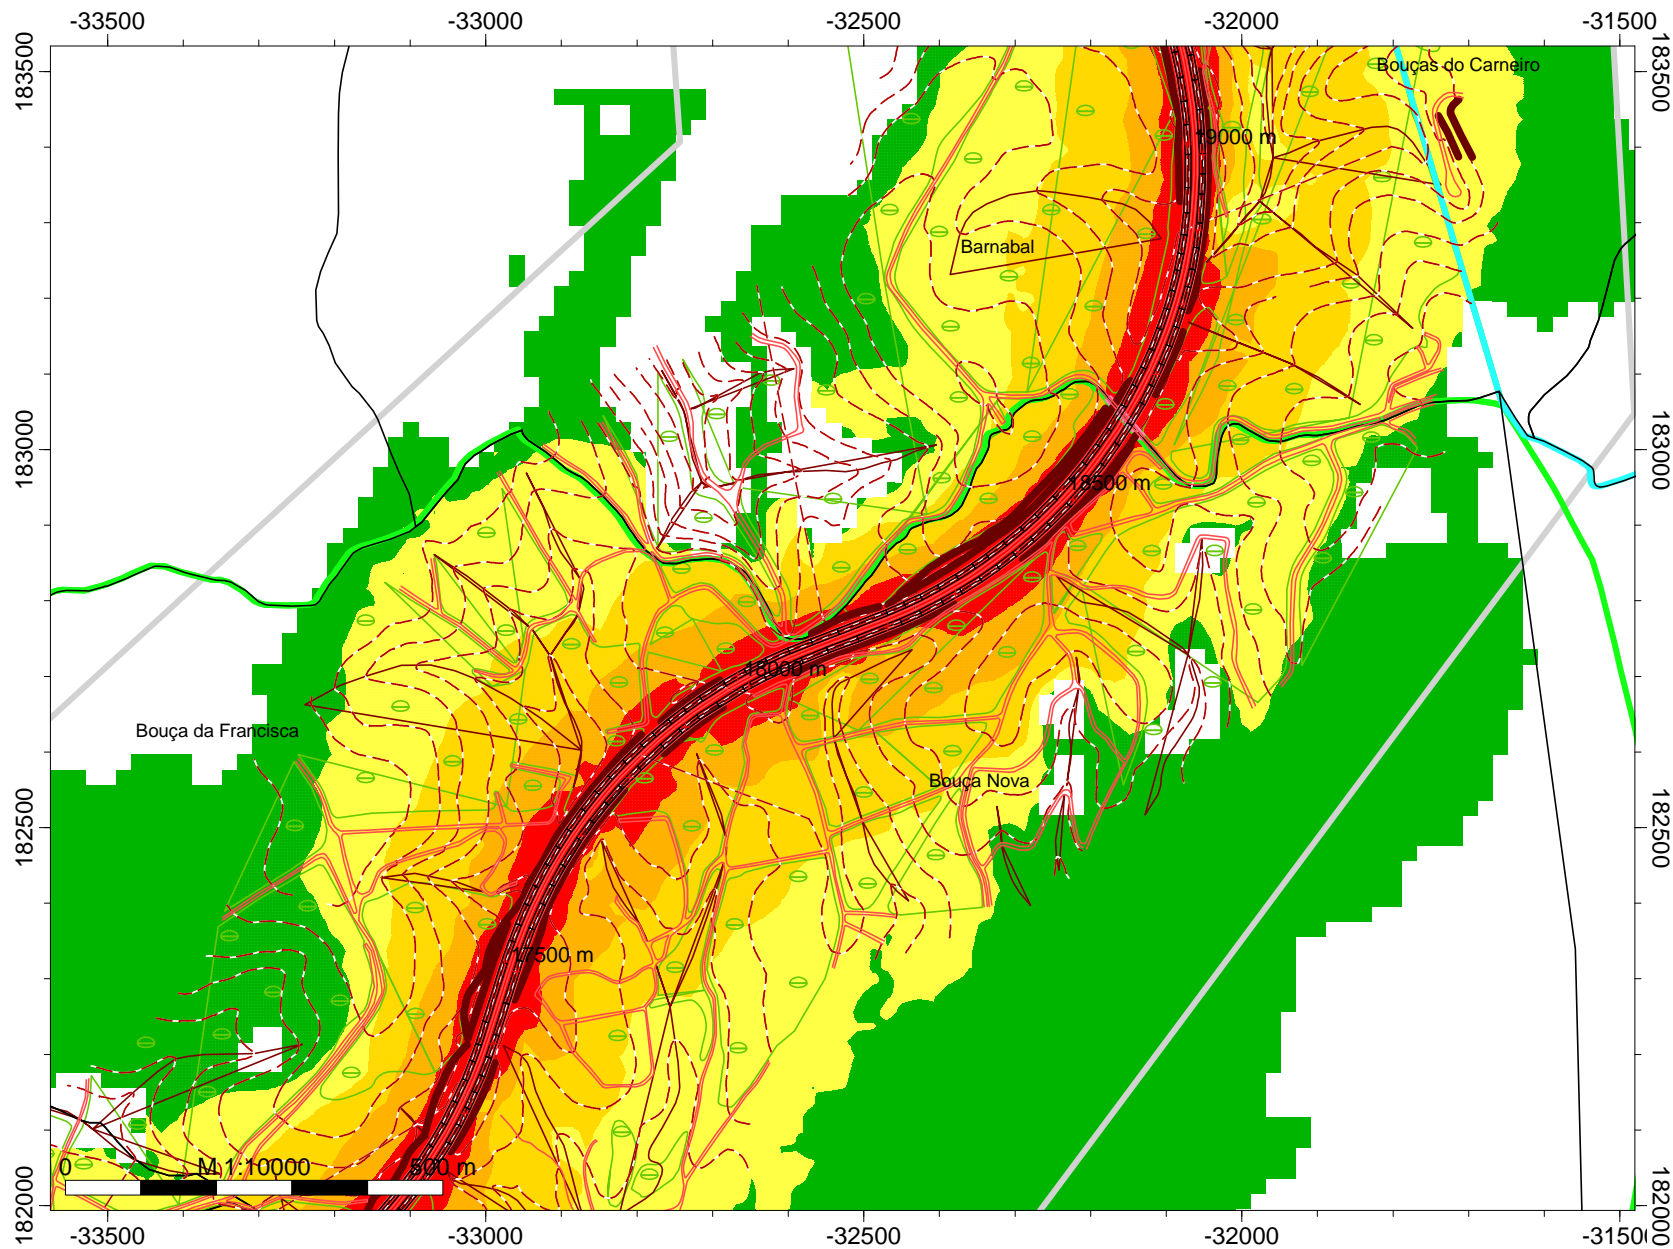 -33500 -33000 -32500 -32000 -31500
183500 183500
Bouças do Carneiro
19000 m
Barnabal
183000 183000
18500 m
18000 m
Bouça da Francisca
Bouça Nova
182500 182500
17500 m
0 M 1:10000 500 m
182000 182000
-33500 -33000 -32500 -32000 -3150